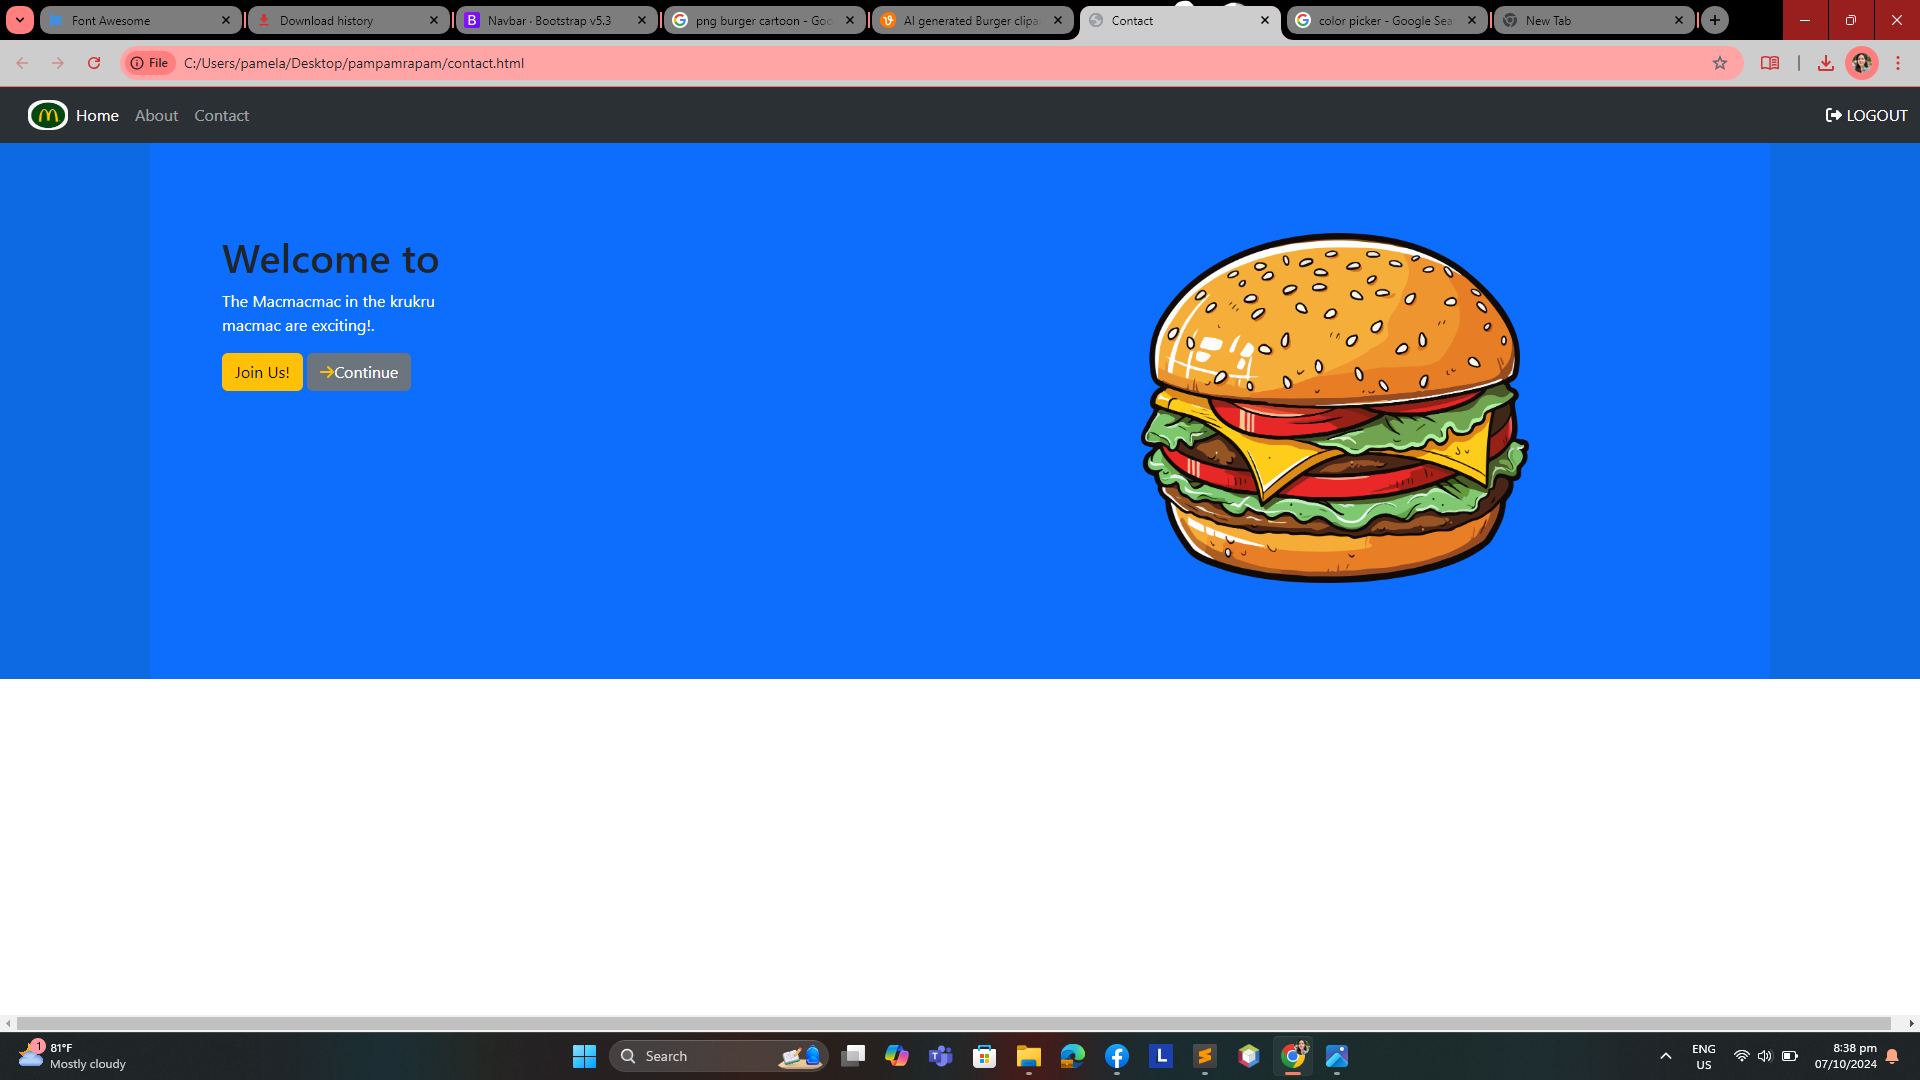 Font Awesome
Download history
Navbar · Bootstrap v5.3
png burger cartoon - Goo
AI generated Burger clipa
Contact
color picker - Google Sea
New Tab
File C:/Users/pamela/Desktop/pampamrapam/contact.html
Home About Contact LOGOUT
Welcome to
The Macmacmac in the krukru
macmac are exciting!.
Join Us! Continue
1
81°F
Mostly cloudy
Search
ENG
US
8:38 pm
07/10/2024